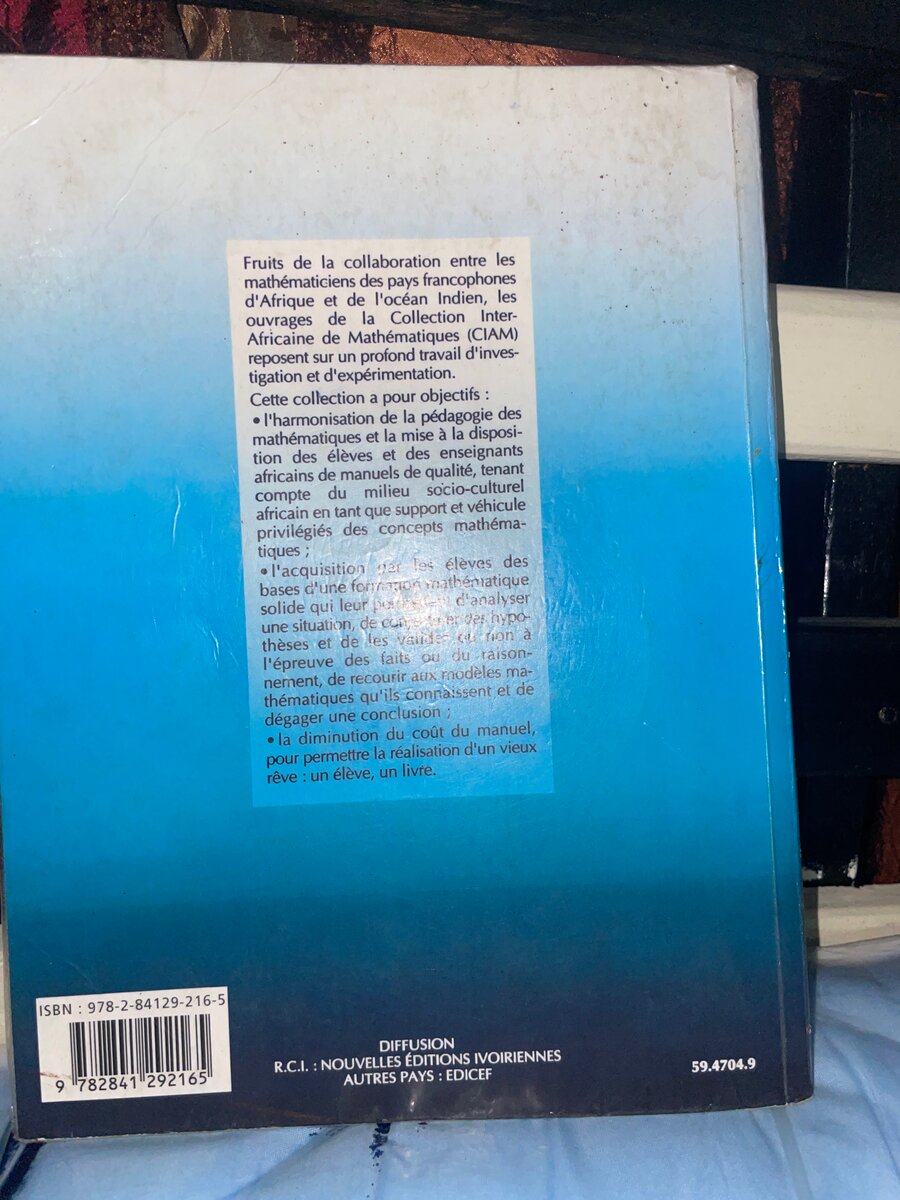 Fruits de la collaboration entre les
mathématiciens des pays francophones
d'Afrique et de l'océan Indien, les
ouvrages de la Collection Inter-
Africaine de Mathématiques (CIAM)
reposent sur un profond travail d'inves-
tigation et d'expérimentation.
Cette collection a pour objectifs :
• l'harmonisation de la pédagogie des
mathématiques et la mise à la disposi-
tion des élèves et des enseignants
africains de manuels de qualité, tenant
compte du milieu socio-culturel
africain en tant que support et véhicule
privilégiés des concepts mathéma-
tiques ;
• l'acquisition par les élèves des
bases d'une formation mathématique
solide qui leur d'analyser
une situation, de des hypo-
thèses et de les valider ou non à
l'épreuve des faits ou du raison-
nement, de recourir aux modèles ma-
thématiques qu'ils connaissent et de
dégager une conclusion ;
• la diminution du coût du manuel,
pour permettre la réalisation d'un vieux
rêve : un élève, un livre.
ISBN : 978-2-84129-216-5
9 782841 292165
DIFFUSION
R.C.I. : NOUVELLES ÉDITIONS IVOIRIENNES
AUTRES PAYS : EDICEF
59.4704.9